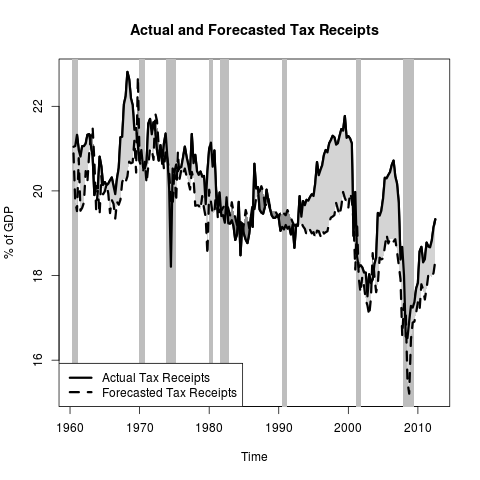 Actual and Forecasted Tax Receipts
% of GDP
22
20
18
16
Actual Tax Receipts
Forecasted Tax Receipts
1960 1970 1980 1990 2000 2010
Time